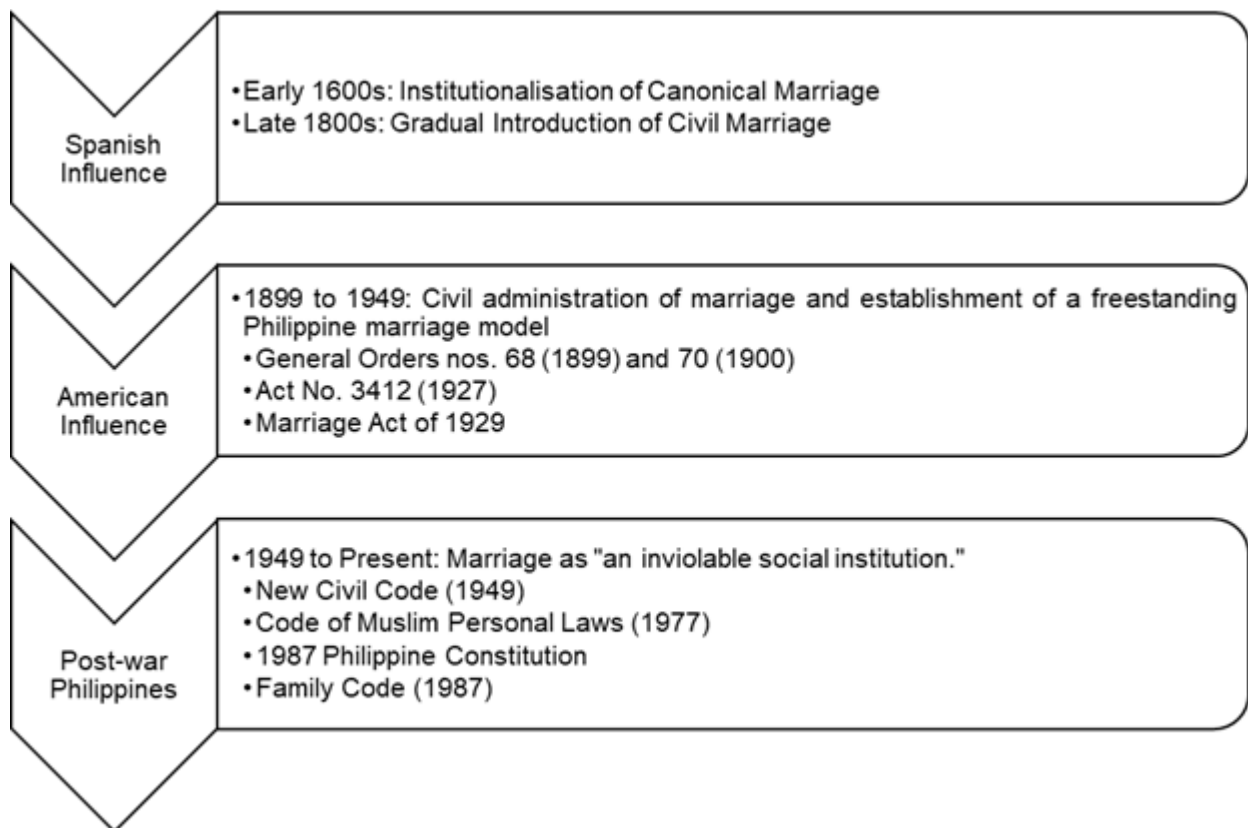 Spanish
Influence
•Early 1600s: Institutionalisation of Canonical Marriage
•Late 1800s: Gradual Introduction of Civil Marriage
American
Influence
•1899 to 1949: Civil administration of marriage and establishment of a freestanding
Philippine marriage model
•General Orders nos. 68 (1899) and 70 (1900)
•Act No. 3412 (1927)
•Marriage Act of 1929
Post-war
Philippines
•1949 to Present: Marriage as "an inviolable social institution."
•New Civil Code (1949)
•Code of Muslim Personal Laws (1977)
•1987 Philippine Constitution
•Family Code (1987)